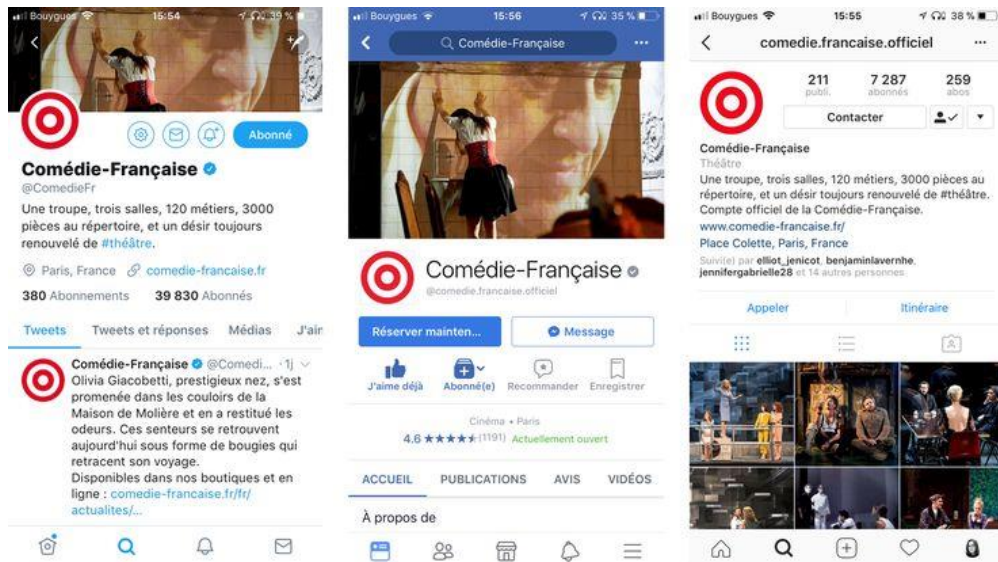 Bouygues 15:54 39 %
Abonné
Comédie-Française
@ComedieFr
Une troupe, trois salles, 120 métiers, 3000
pièces au répertoire, et un désir toujours
renouvelé de #théâtre.
Paris, France comedie-francaise.fr
380 Abonnements 39 830 Abonnés
Tweets Tweets et réponses Médias J'air
Comédie-Française @Comedi... · 1j
Olivia Giacobetti, prestigieux nez, s'est
promenée dans les couloirs de la
Maison de Molière et en a restitué les
odeurs. Ces senteurs se retrouvent
aujourd'hui sous forme de bougies qui
retracent son voyage.
Disponibles dans nos boutiques et en
ligne : comedie-francaise.fr/fr/
actualites/...
Bouygues 15:56 35 %
Comédie-Française
Comédie-Française
@comedie.francaise.officiel
Réserver mainten... Message
J'aime déjà Abonné(e) Recommander Enregistrer
Cinéma • Paris
4.6 (1191) Actuellement ouvert
ACCUEIL PUBLICATIONS AVIS VIDÉOS
À propos de
Bouygues 15:55 38 %
comedie.francaise.officiel
211 7 287 259
publi. abonnés abos
Contacter
Comédie-Française
Théâtre
Une troupe, trois salles, 120 métiers, 3000 pièces au
répertoire, et un désir toujours renouvelé de #théâtre.
Compte officiel de la Comédie-Française.
www.comedie-francaise.fr/
Place Colette, Paris, France
Suivi(e) par elliot_jenicot, benjaminlavernhe,
jennifergabrielle28 et 14 autres personnes
Appeler Itinéraire